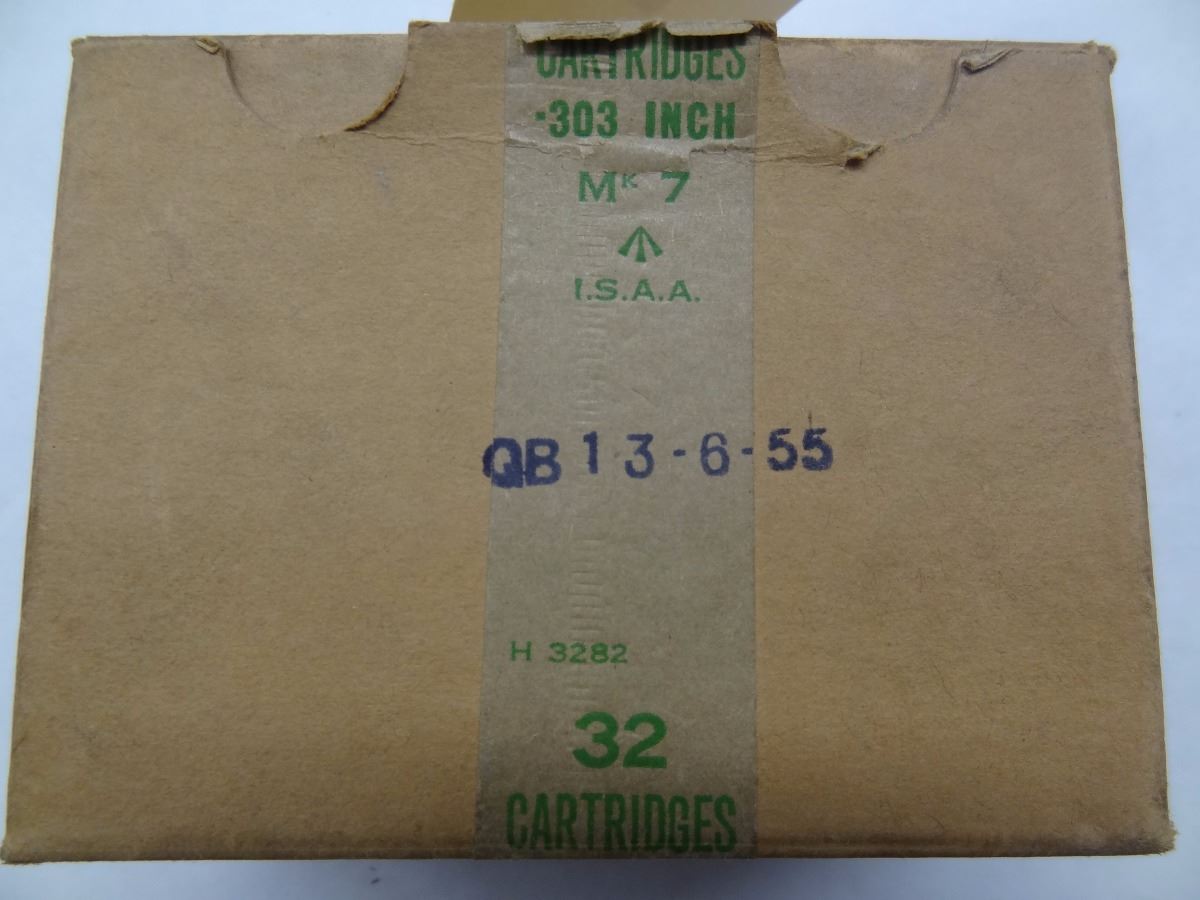 CARTRIDGES
·303 INCH
MK 7
I.S.A.A.
QB 13-6-55
H 3282
32
CARTRIDGES